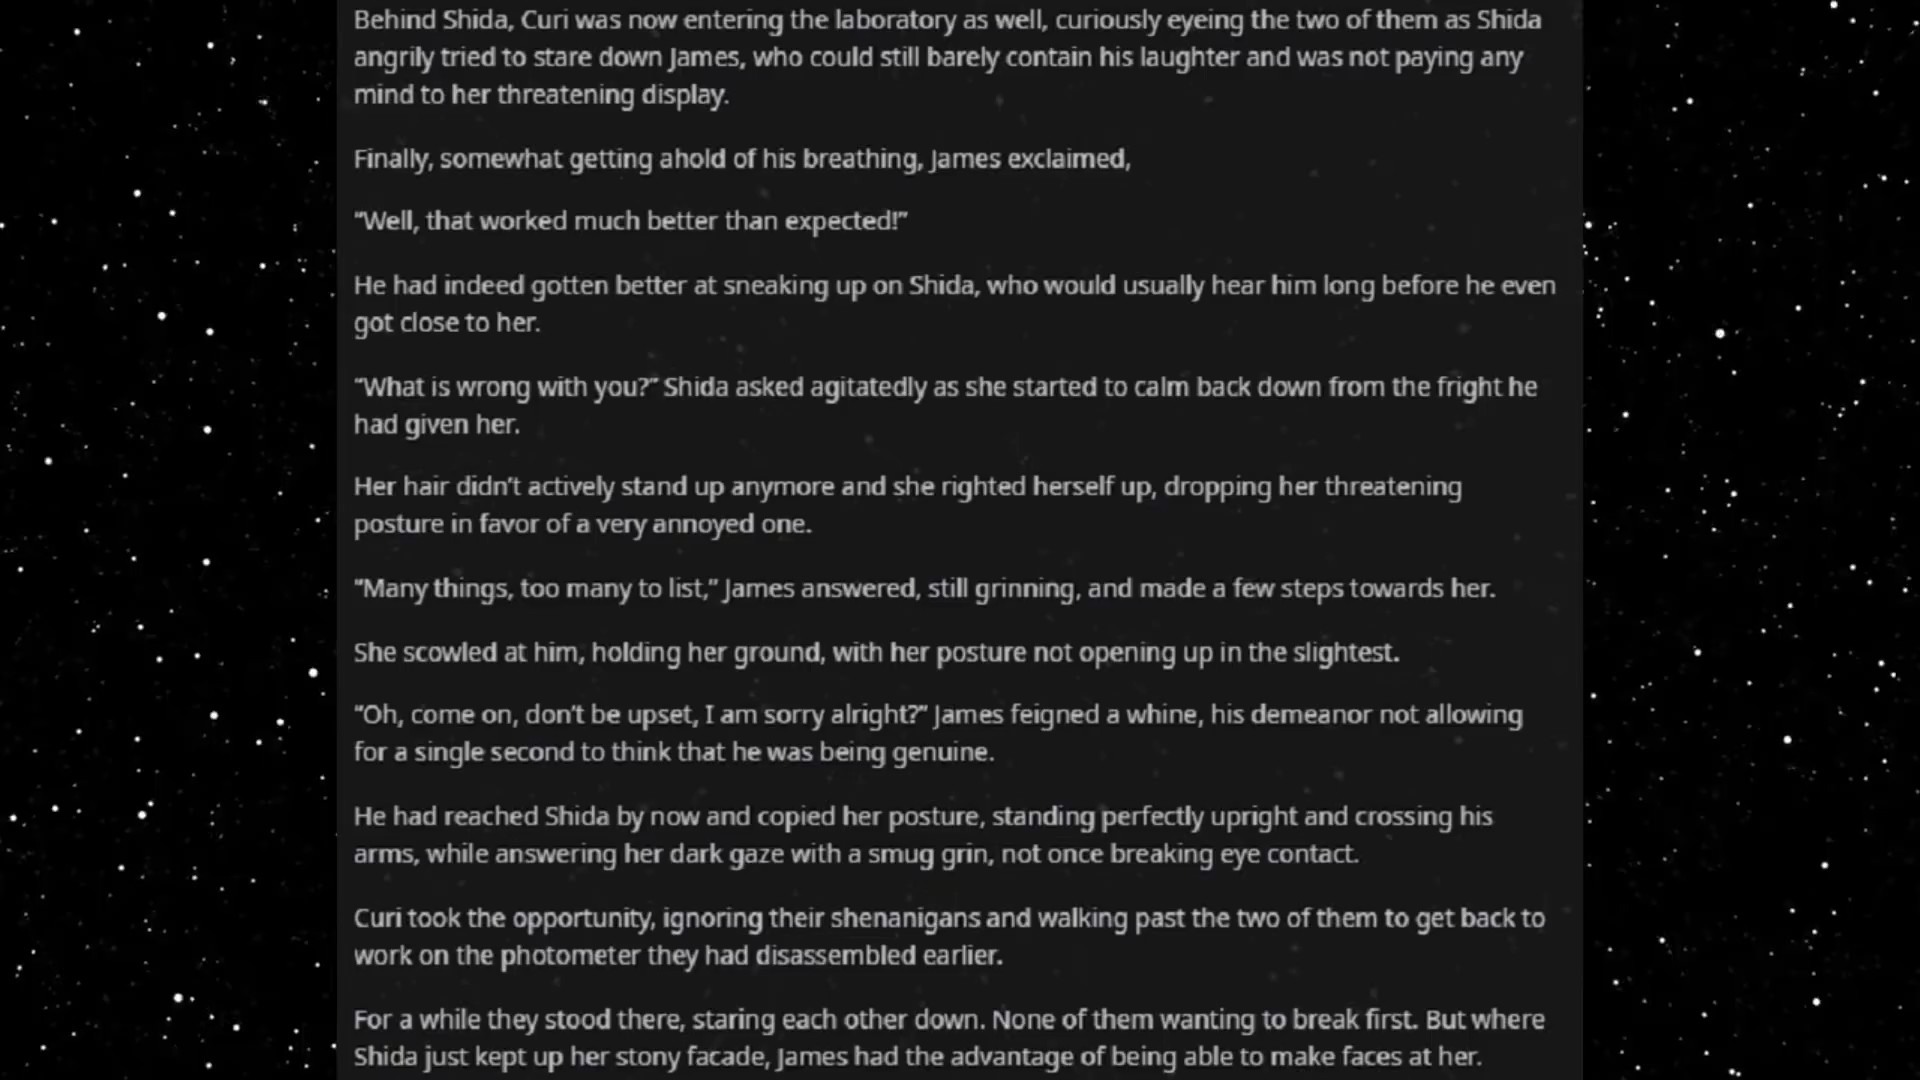 Behind Shida, Curi was now entering the laboratory as well, curiously eyeing the two of them as Shida
angrily tried to stare down James, who could still barely contain his laughter and was not paying any
mind to her threatening display.
Finally, somewhat getting ahold of his breathing, James exclaimed,
“Well, that worked much better than expected!”
He had indeed gotten better at sneaking up on Shida, who would usually hear him long before he even
got close to her.
“What is wrong with you?” Shida asked agitatedly as she started to calm back down from the fright he
had given her.
Her hair didn’t actively stand up anymore and she righted herself up, dropping her threatening
posture in favor of a very annoyed one.
“Many things, too many to list,” James answered, still grinning, and made a few steps towards her.
She scowled at him, holding her ground, with her posture not opening up in the slightest.
“Oh, come on, don’t be upset, I am sorry alright?” James feigned a whine, his demeanor not allowing
for a single second to think that he was being genuine.
He had reached Shida by now and copied her posture, standing perfectly upright and crossing his
arms, while answering her dark gaze with a smug grin, not once breaking eye contact.
Curi took the opportunity, ignoring their shenanigans and walking past the two of them to get back to
work on the photometer they had disassembled earlier.
For a while they stood there, staring each other down. None of them wanting to break first. But where
Shida just kept up her stony facade, James had the advantage of being able to make faces at her.